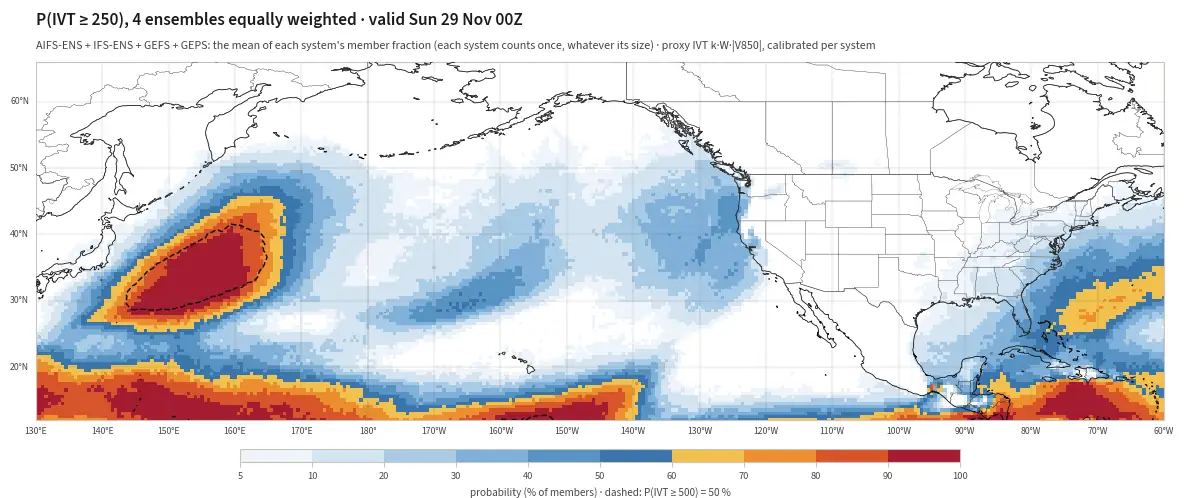 P(IVT ≥ 250), 4 ensembles equally weighted · valid Sun 29 Nov 00Z
AIFS-ENS + IFS-ENS + GEFS + GEPS: the mean of each system's member fraction (each system counts once, whatever its size) · proxy IVT k·W·|V850|, calibrated per system
60°N
50°N
40°N
30°N
20°N
130°E 140°E 150°E 160°E 170°E 180° 170°W 160°W 150°W 140°W 130°W 120°W 110°W 100°W 90°W 80°W 70°W 60°W
5 10 20 30 40 50 60 70 80 90 100
probability (% of members) · dashed: P(IVT ≥ 500) = 50 %